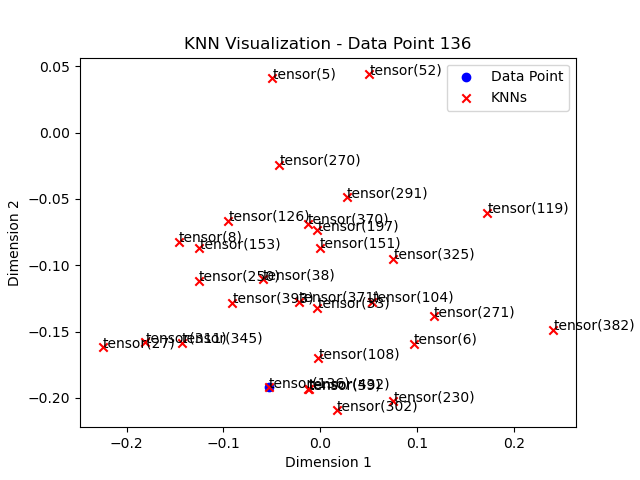 KNN Visualization - Data Point 136
Data Point
KNNs
tensor(5)
tensor(52)
tensor(270)
tensor(291)
tensor(119)
tensor(126)
tensor(370)
tensor(197)
tensor(8)
tensor(153)
tensor(151)
tensor(325)
tensor(38)
tensor(104)
tensor(271)
tensor(382)
tensor(27)
tensor(311)
tensor(345)
tensor(6)
tensor(108)
tensor(136)
tensor(230)
tensor(302)
0.05
0.00
−0.05
−0.10
−0.15
−0.20
−0.2
−0.1
0.0
0.1
0.2
Dimension 1
Dimension 2